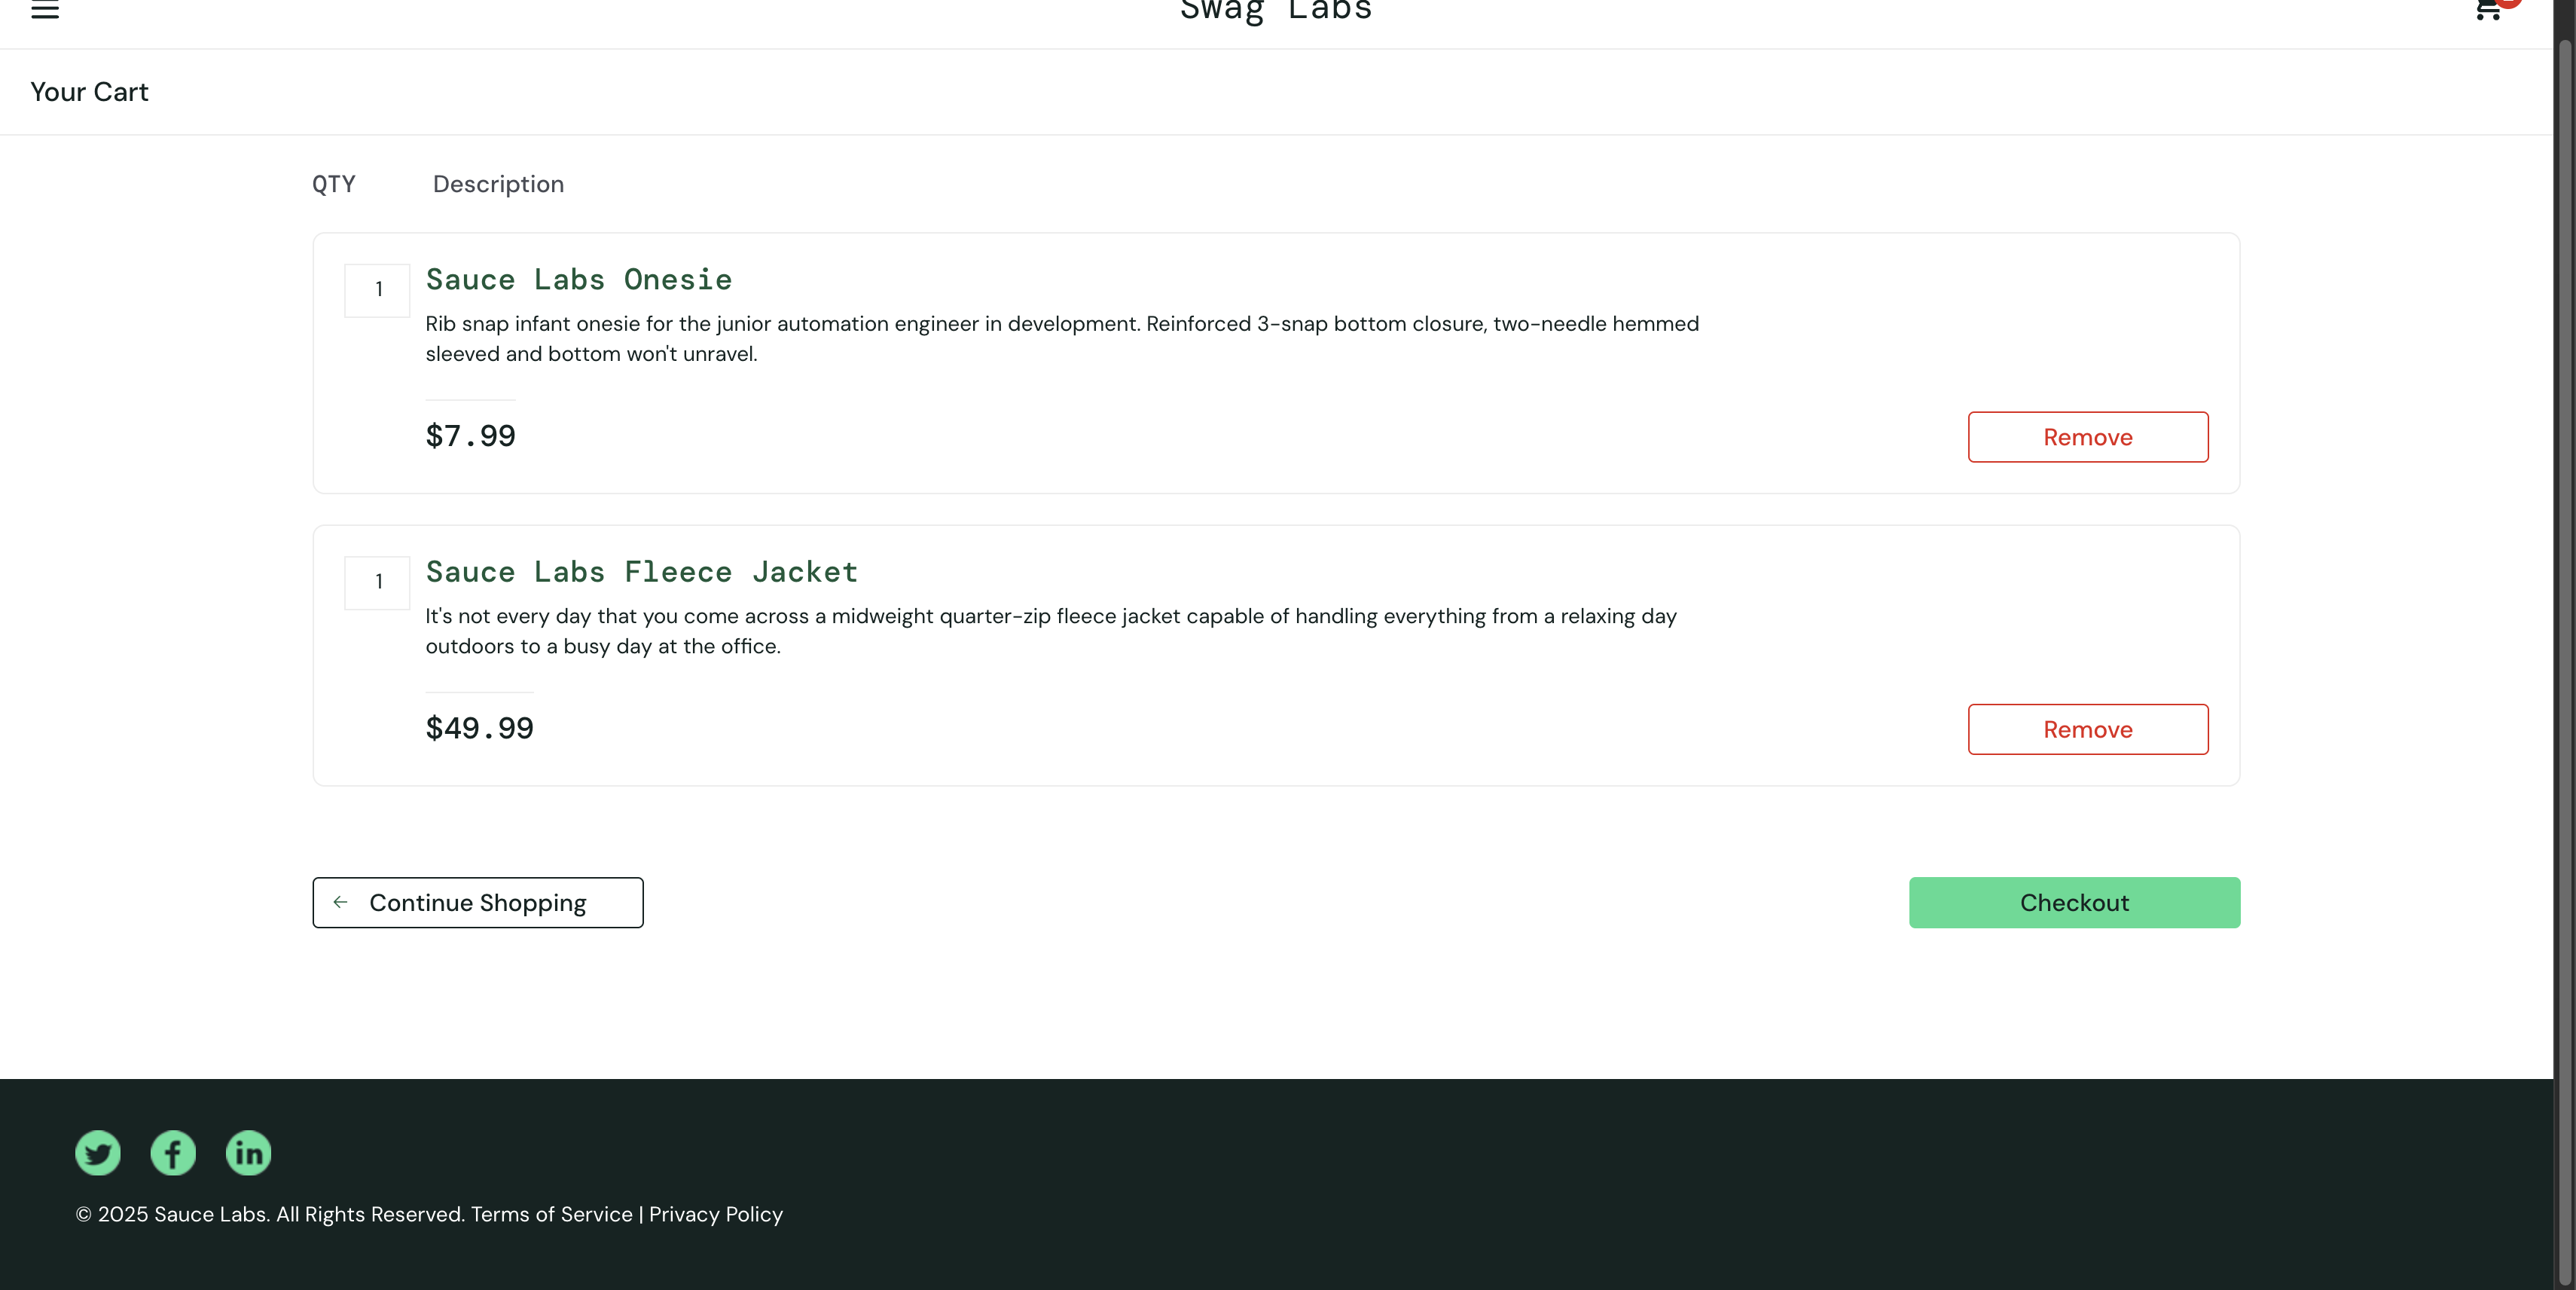 Swag Labs
Your Cart
QTY Description
1 Sauce Labs Onesie
Rib snap infant onesie for the junior automation engineer in development. Reinforced 3-snap bottom closure, two-needle hemmed
sleeved and bottom won't unravel.
$7.99 Remove
1 Sauce Labs Fleece Jacket
It's not every day that you come across a midweight quarter-zip fleece jacket capable of handling everything from a relaxing day
outdoors to a busy day at the office.
$49.99 Remove
← Continue Shopping Checkout
© 2025 Sauce Labs. All Rights Reserved. Terms of Service | Privacy Policy